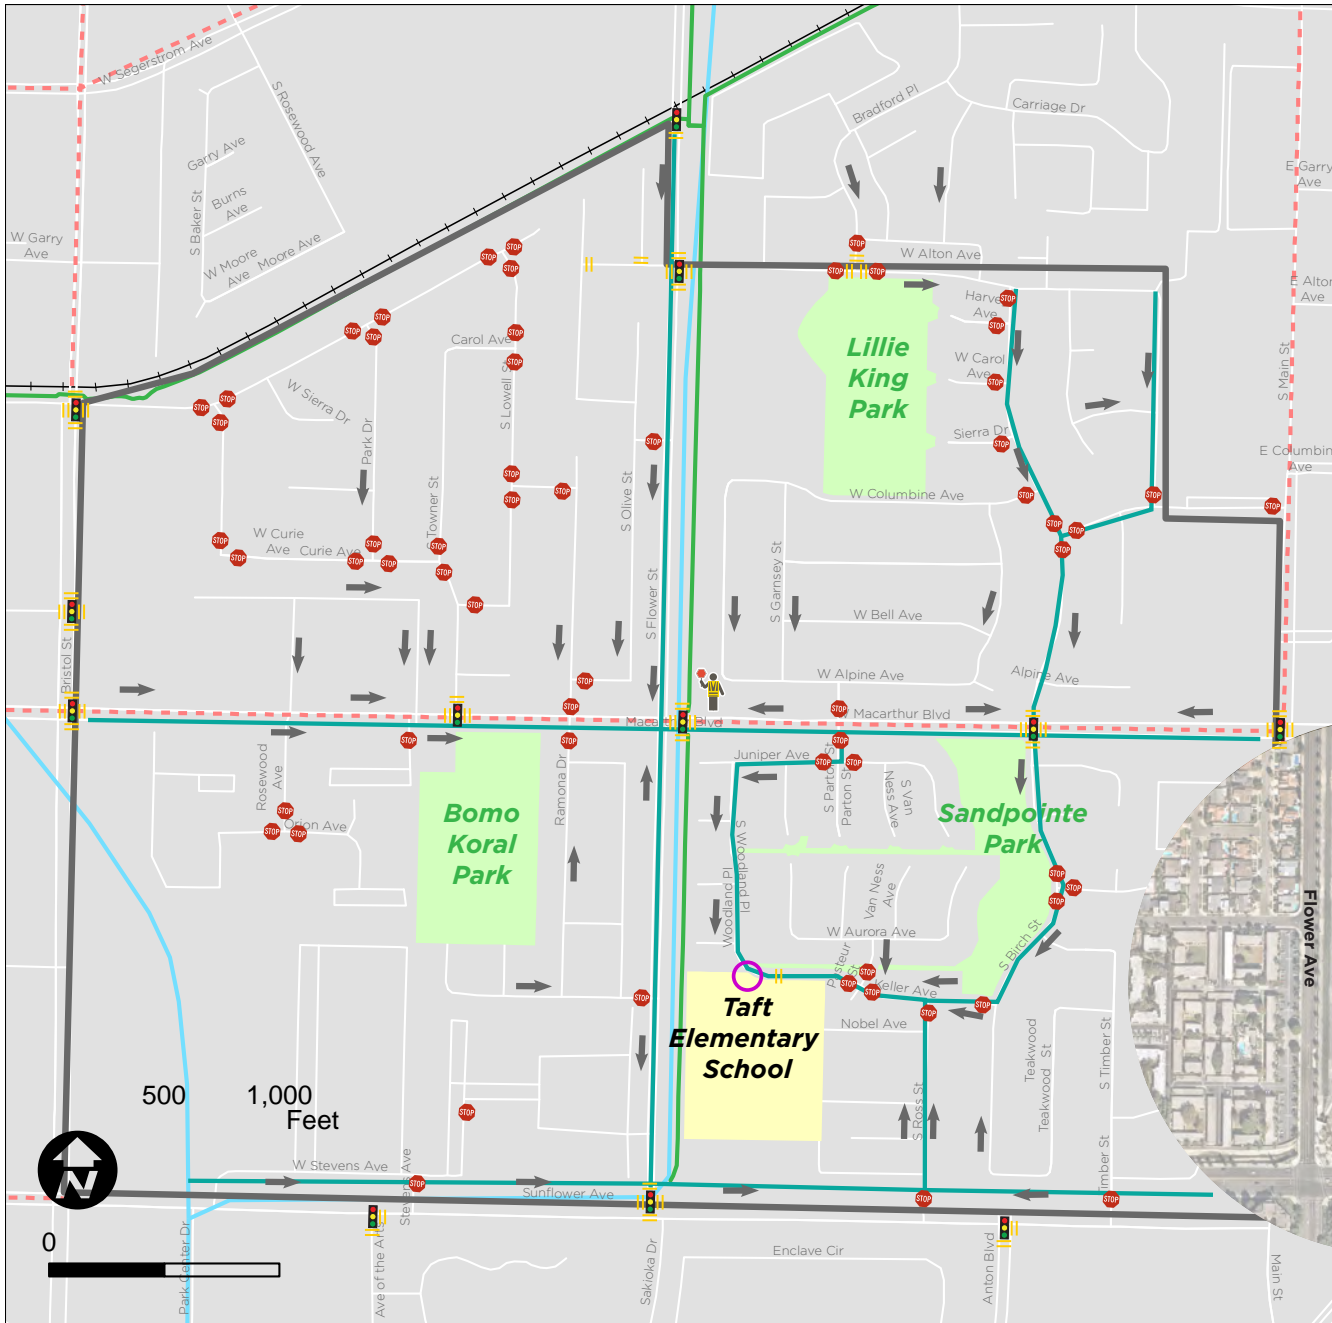 W Segerstrom Ave
S Rosewood Ave
Bradford Pl
Carriage Dr
Garry Ave
S Baker St
Burns
Ave
E Garry
Ave
W Garry
Ave
W Moore
Ave
Moore Ave
STOP
W Alton Ave
E Alton
Ave
Harve
Ave
Carol Ave
W Carol
Ave
Lillie
King
Park
S Main St
W Sierra Dr
S Lowell St
Park Dr
Sierra Dr
E Columbine
Ave
W Columbine Ave
Towner St
S Olive St
W Curie
Ave
Curie Ave
S Flower St
S Garnsey St
W Bell Ave
Bristol St
W Alpine Ave
Alpine Ave
Macarthur Blvd
W Macarthur Blvd
Rosewood
Ave
Ramona Dr
Juniper Ave
S Parton St
Parton St
S Van
Ness Ave
Orion Ave
Bomo
Koral
Park
Sandpointe
Park
S Woodland Pl
Woodland Pl
Van Ness
Ave
W Aurora Ave
S Birch St
Flower Ave
Pasteur
St
Keller Ave
Taft
Elementary
School
Nobel Ave
Teakwood
Teakwood St
S Timber St
Timber St
S Ross St
500
1,000
Feet
N
W Stevens Ave
Stevens Ave
Sunflower Ave
0
Park Center Dr
Ave of the Arts
Sakioka Dr
Enclave Cir
Anton Blvd
Main St